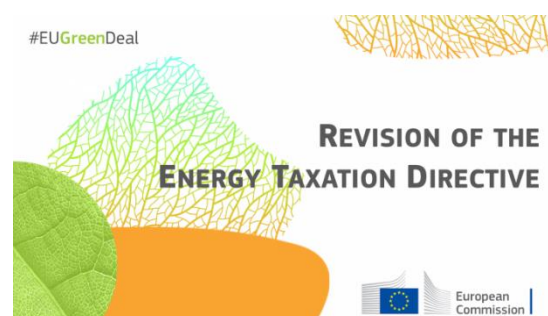 #EUGreenDeal
REVISION OF THE
ENERGY TAXATION DIRECTIVE
European
Commission